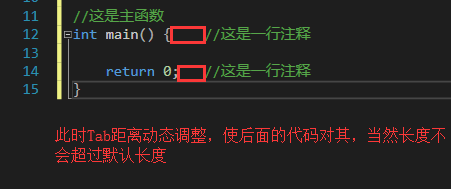 11 //这是主函数
12 int main() { //这是一行注释
13
14 return 0; //这是一行注释
15 }
此时Tab距离动态调整，使后面的代码对其，当然长度不
会超过默认长度